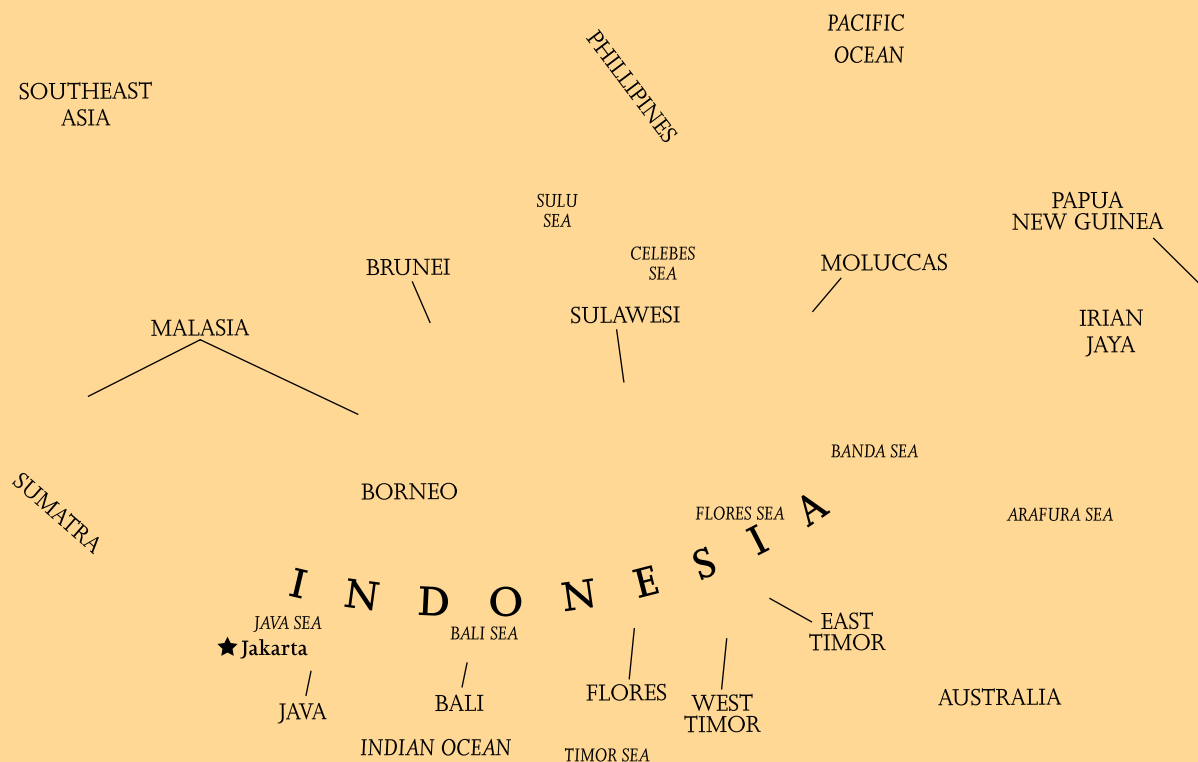 PACIFIC
OCEAN
PHILLIPINES
SOUTHEAST
ASIA
SULU
SEA
PAPUA
NEW GUINEA
CELEBES
SEA
BRUNEI
MOLUCCAS
SULAWESI
MALASIA
IRIAN
JAYA
BANDA SEA
BORNEO
SUMATRA
FLORES SEA
ARAFURA SEA
INDONESIA
JAVA SEA
BALI SEA
Jakarta
EAST
TIMOR
FLORES
WEST
TIMOR
AUSTRALIA
JAVA
BALI
INDIAN OCEAN
TIMOR SEA